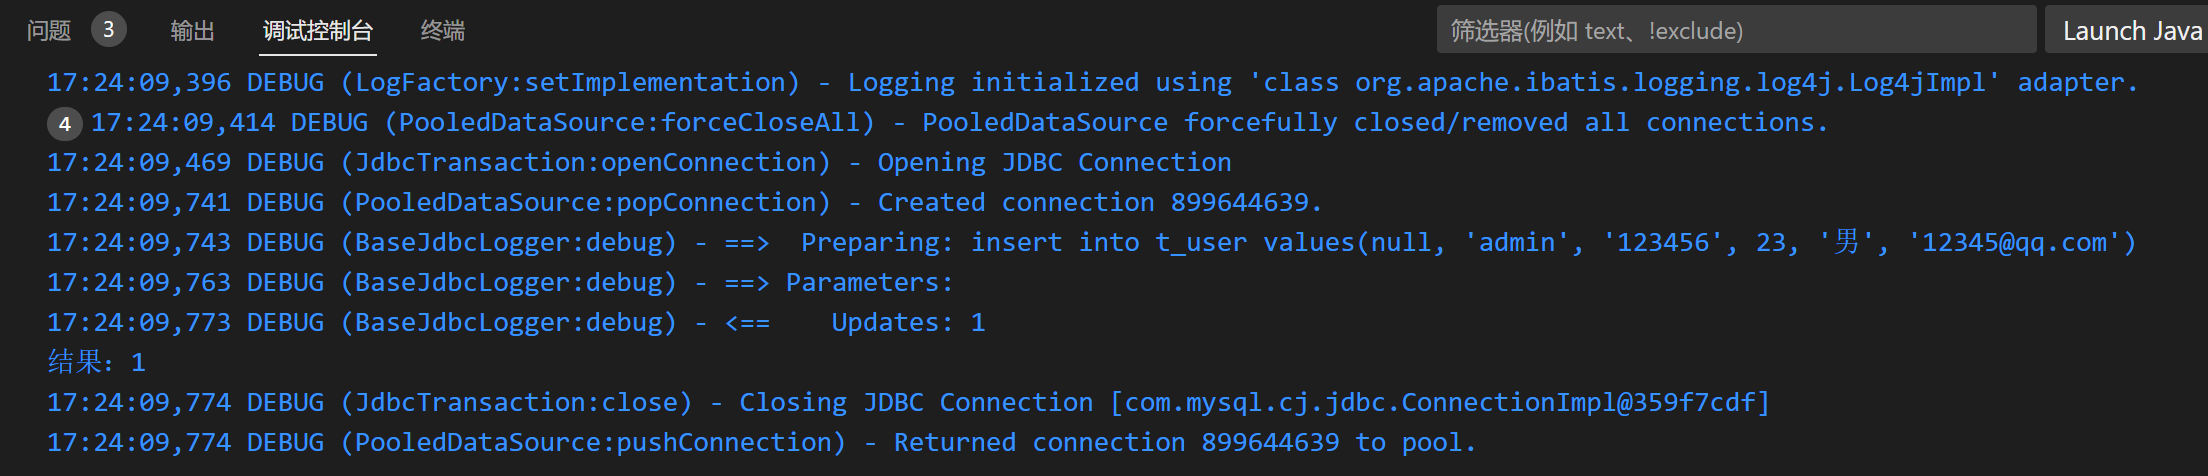 问题 3 输出 调试控制台 终端 筛选器(例如 text、!exclude) Launch Java
17:24:09,396 DEBUG (LogFactory:setImplementation) - Logging initialized using 'class org.apache.ibatis.logging.log4j.Log4jImpl' adapter.
4 17:24:09,414 DEBUG (PooledDataSource:forceCloseAll) - PooledDataSource forcefully closed/removed all connections.
17:24:09,469 DEBUG (JdbcTransaction:openConnection) - Opening JDBC Connection
17:24:09,741 DEBUG (PooledDataSource:popConnection) - Created connection 899644639.
17:24:09,743 DEBUG (BaseJdbcLogger:debug) - ==>  Preparing: insert into t_user values(null, 'admin', '123456', 23, '男', '12345@qq.com')
17:24:09,763 DEBUG (BaseJdbcLogger:debug) - ==> Parameters:
17:24:09,773 DEBUG (BaseJdbcLogger:debug) - <==    Updates: 1
结果：1
17:24:09,774 DEBUG (JdbcTransaction:close) - Closing JDBC Connection [com.mysql.cj.jdbc.ConnectionImpl@359f7cdf]
17:24:09,774 DEBUG (PooledDataSource:pushConnection) - Returned connection 899644639 to pool.